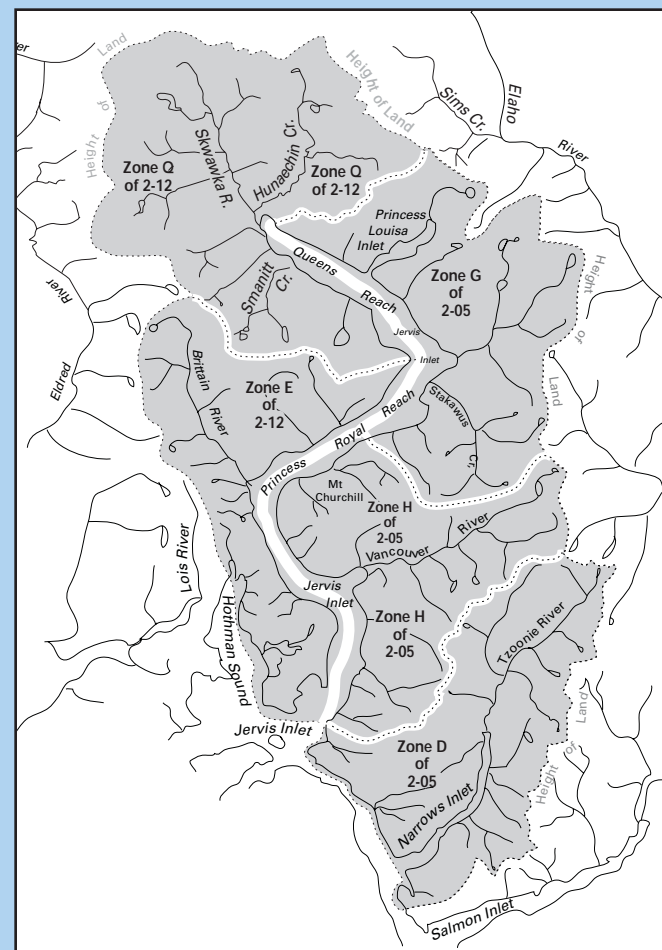 Height of Land
Height of Land
Sims Cr.
Elaho
River
Skwawka R.
Hunaechin Cr.
Zone Q
of 2-12
Zone Q
of 2-12
Princess
Louisa
Inlet
Queens
Reach
Smanitt
Cr.
Zone G
of
2-05
Height of Land
River
Eldred
Jervis
Inlet
Brittain
River
Zone E
of
2-12
Stakawus
Cr.
Princess Royal Reach
Mt
Churchill
Zone H
of
2-05
Vancouver River
Lois River
Hothman Sound
Jervis
Inlet
Zone H
of
2-05
Tzoonie River
Jervis Inlet
Zone D
of
2-05
Height of Land
Narrows Inlet
Salmon Inlet